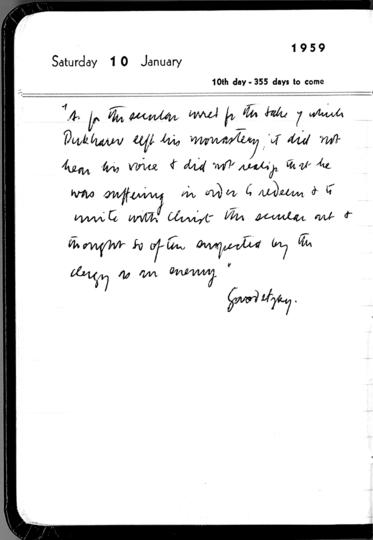 1959
Saturday 10 January
10th day - 355 days to come
"As for the secular world for the sake of which
Bukharev left his monastery, it did not
hear his voice & did not realize that he
was suffering in order to redeem & to
unite with Christ the secular art &
thought so often suspected by the
clergy as an enemy"
Gorodetzky.